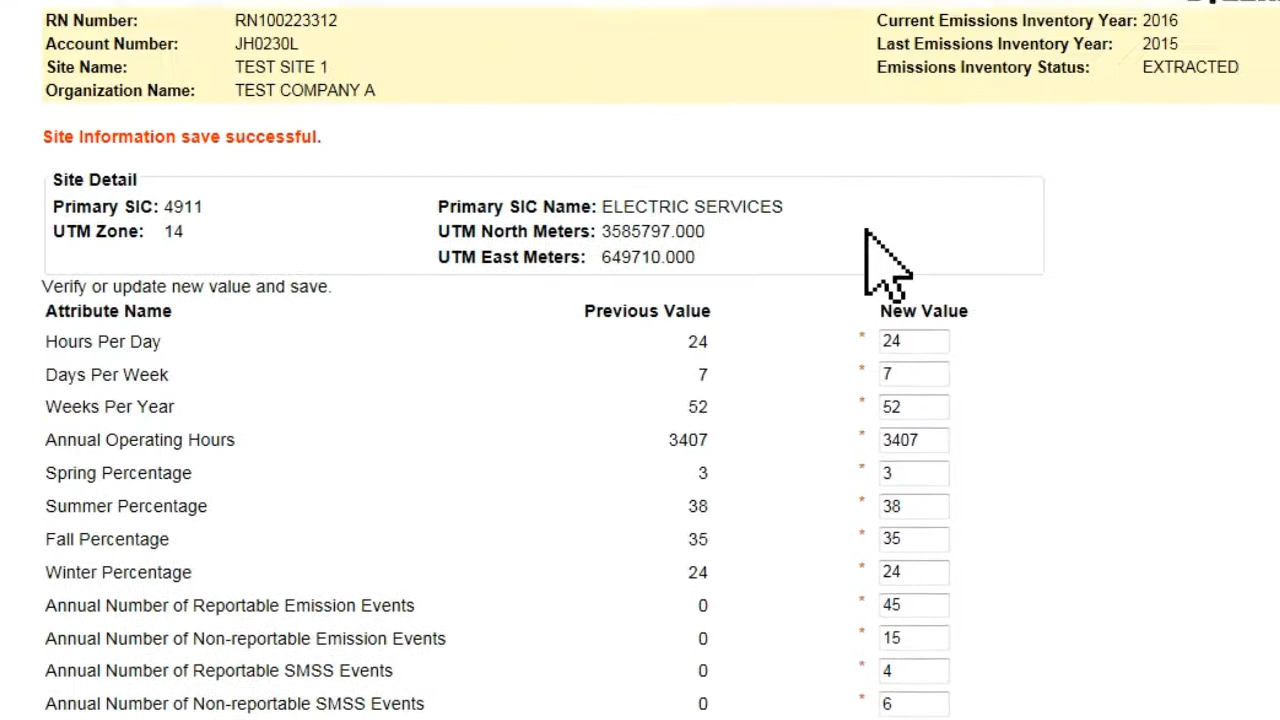 RN Number: RN100223312 Current Emissions Inventory Year: 2016
Account Number: JH0230L Last Emissions Inventory Year: 2015
Site Name: TEST SITE 1 Emissions Inventory Status: EXTRACTED
Organization Name: TEST COMPANY A
Site Information save successful.
Site Detail
Primary SIC: 4911 Primary SIC Name: ELECTRIC SERVICES
UTM Zone: 14 UTM North Meters: 3585797.000
UTM East Meters: 649710.000
Verify or update new value and save.
Attribute Name Previous Value New Value
Hours Per Day 24 * 24
Days Per Week 7 * 7
Weeks Per Year 52 * 52
Annual Operating Hours 3407 * 3407
Spring Percentage 3 * 3
Summer Percentage 38 * 38
Fall Percentage 35 * 35
Winter Percentage 24 * 24
Annual Number of Reportable Emission Events 0 * 45
Annual Number of Non-reportable Emission Events 0 * 15
Annual Number of Reportable SMSS Events 0 * 4
Annual Number of Non-reportable SMSS Events 0 * 6